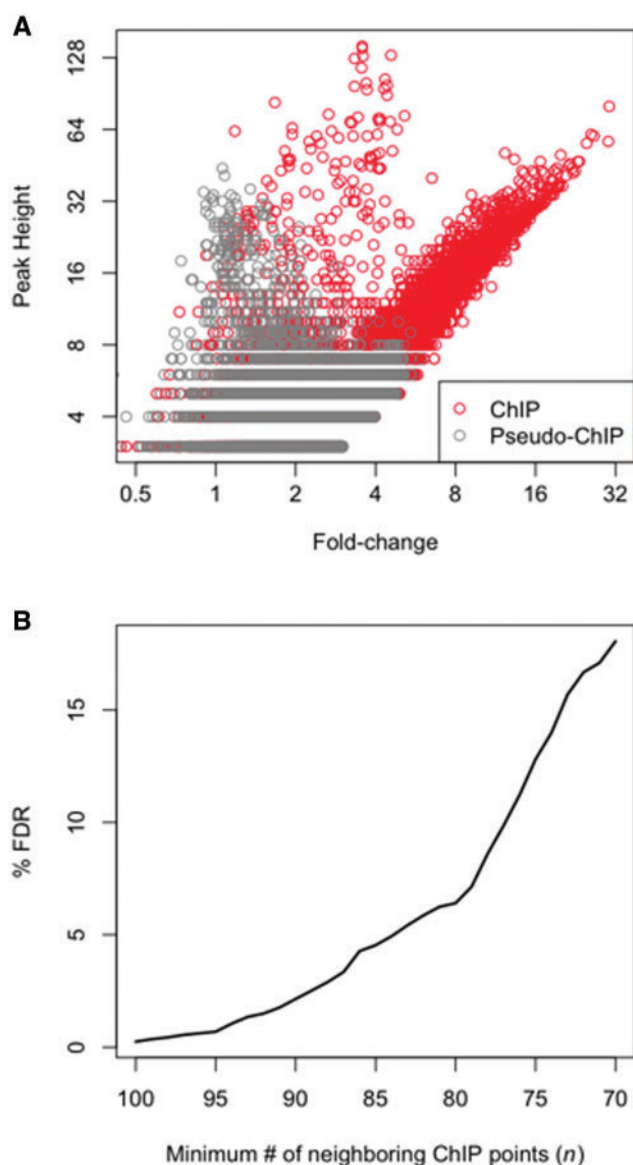 A
128
64
32
16
8
4
Peak Height
ChIP
Pseudo-ChIP
0.5 1 2 4 8 16 32
Fold-change
B
15
10
5
0
% FDR
100 95 90 85 80 75 70
Minimum # of neighboring ChIP points (n)